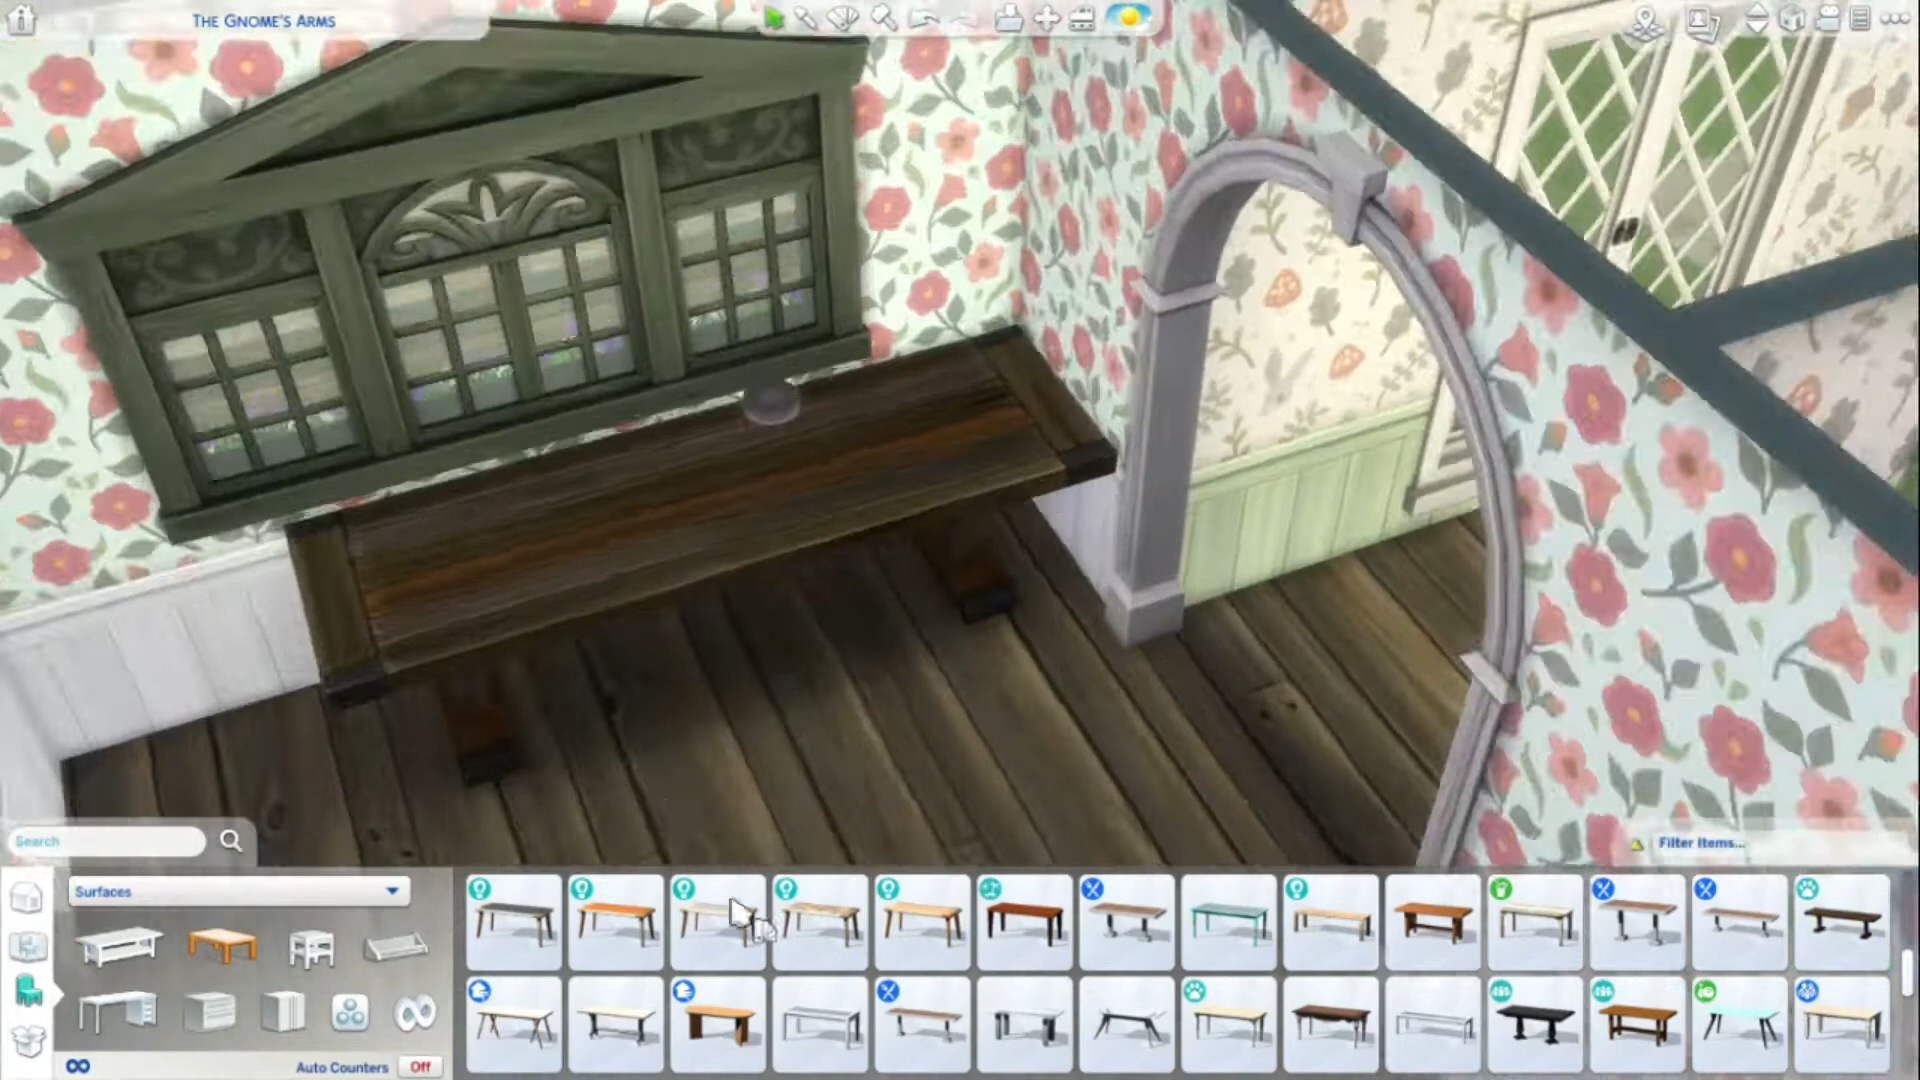 The Gnome's Arms
Search
Filter Items...
Surfaces
Auto Counters Off